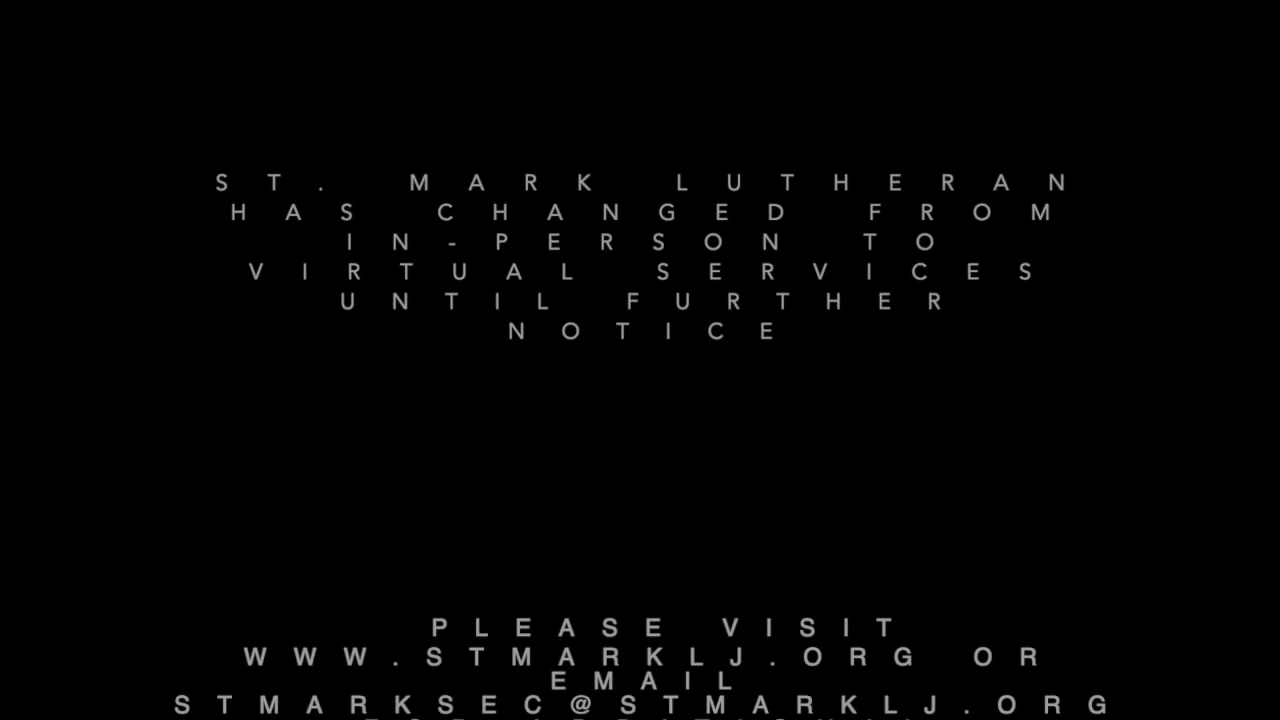 ST. MARK LUTHERAN
HAS CHANGED FROM
IN-PERSON TO
VIRTUAL SERVICES
UNTIL FURTHER
NOTICE
PLEASE VISIT
WWW.STMARKLJ.ORG OR
EMAIL
STMARKSEC@STMARKLJ.ORG